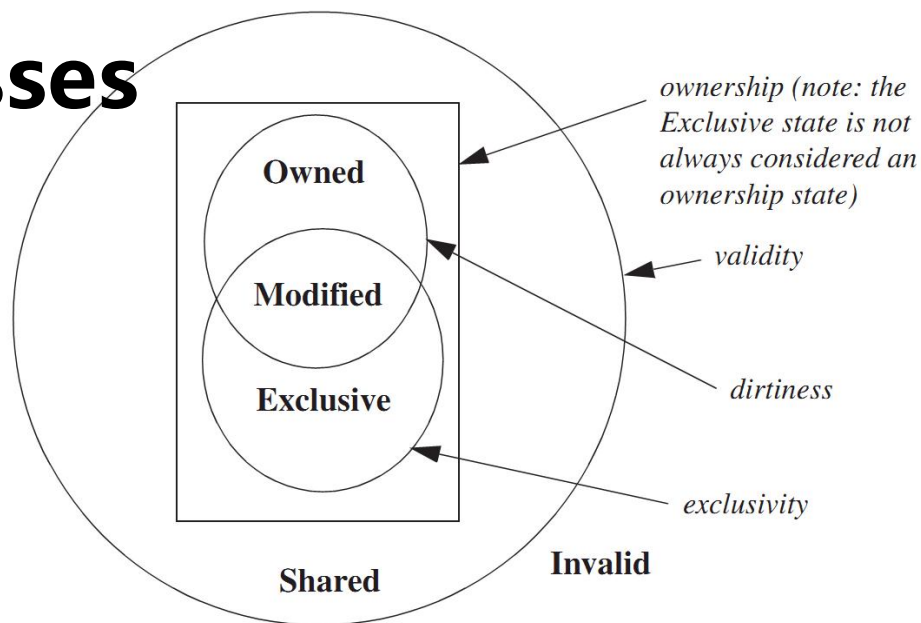 sses
ownership (note: the
Exclusive state is not
always considered an
ownership state)
Owned
validity
Modified
dirtiness
Exclusive
exclusivity
Invalid
Shared